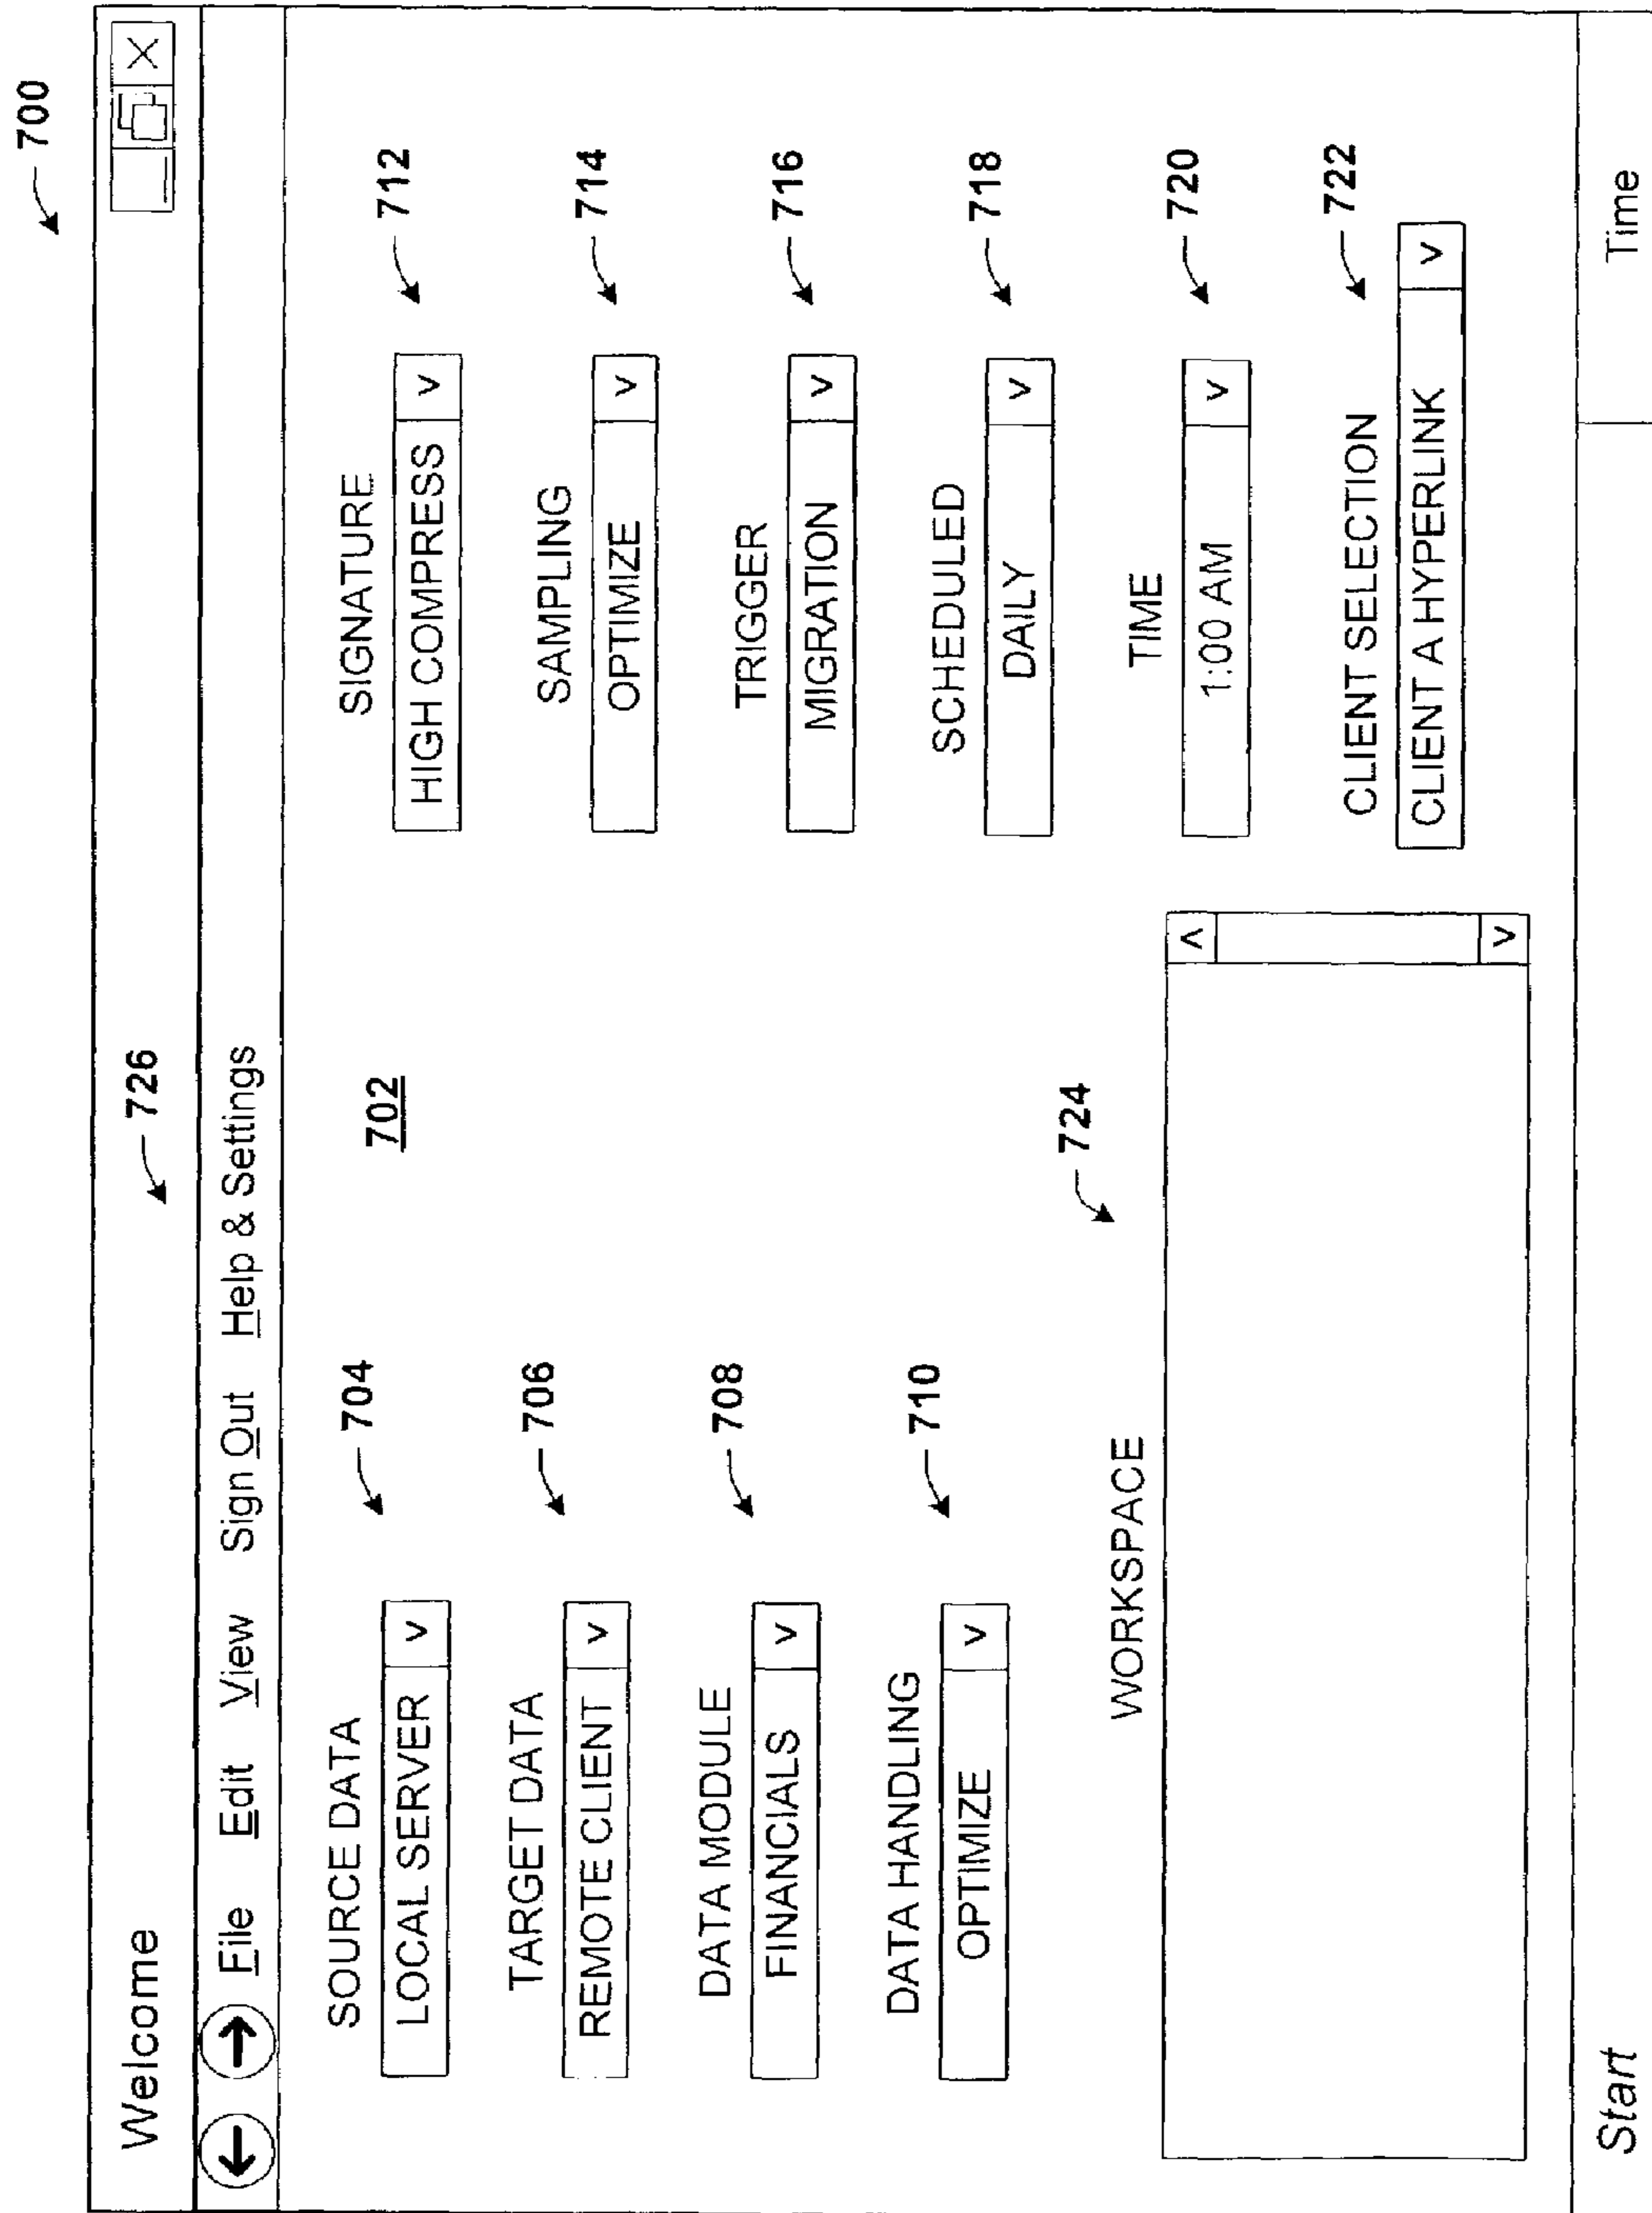 700
726
Welcome
File Edit View Sign Out Help & Settings
702
SOURCE DATA
LOCAL SERVER v
704
TARGET DATA
REMOTE CLIENT v
706
DATA MODULE
FINANCIALS v
708
DATA HANDLING
OPTIMIZE v
710
SIGNATURE
HIGH COMPRESS v
712
SAMPLING
OPTIMIZE v
714
TRIGGER
MIGRATION v
716
SCHEDULED
DAILY v
718
TIME
1:00 AM v
720
CLIENT SELECTION
CLIENT A HYPERLINK v
722
WORKSPACE
724
Start
Time